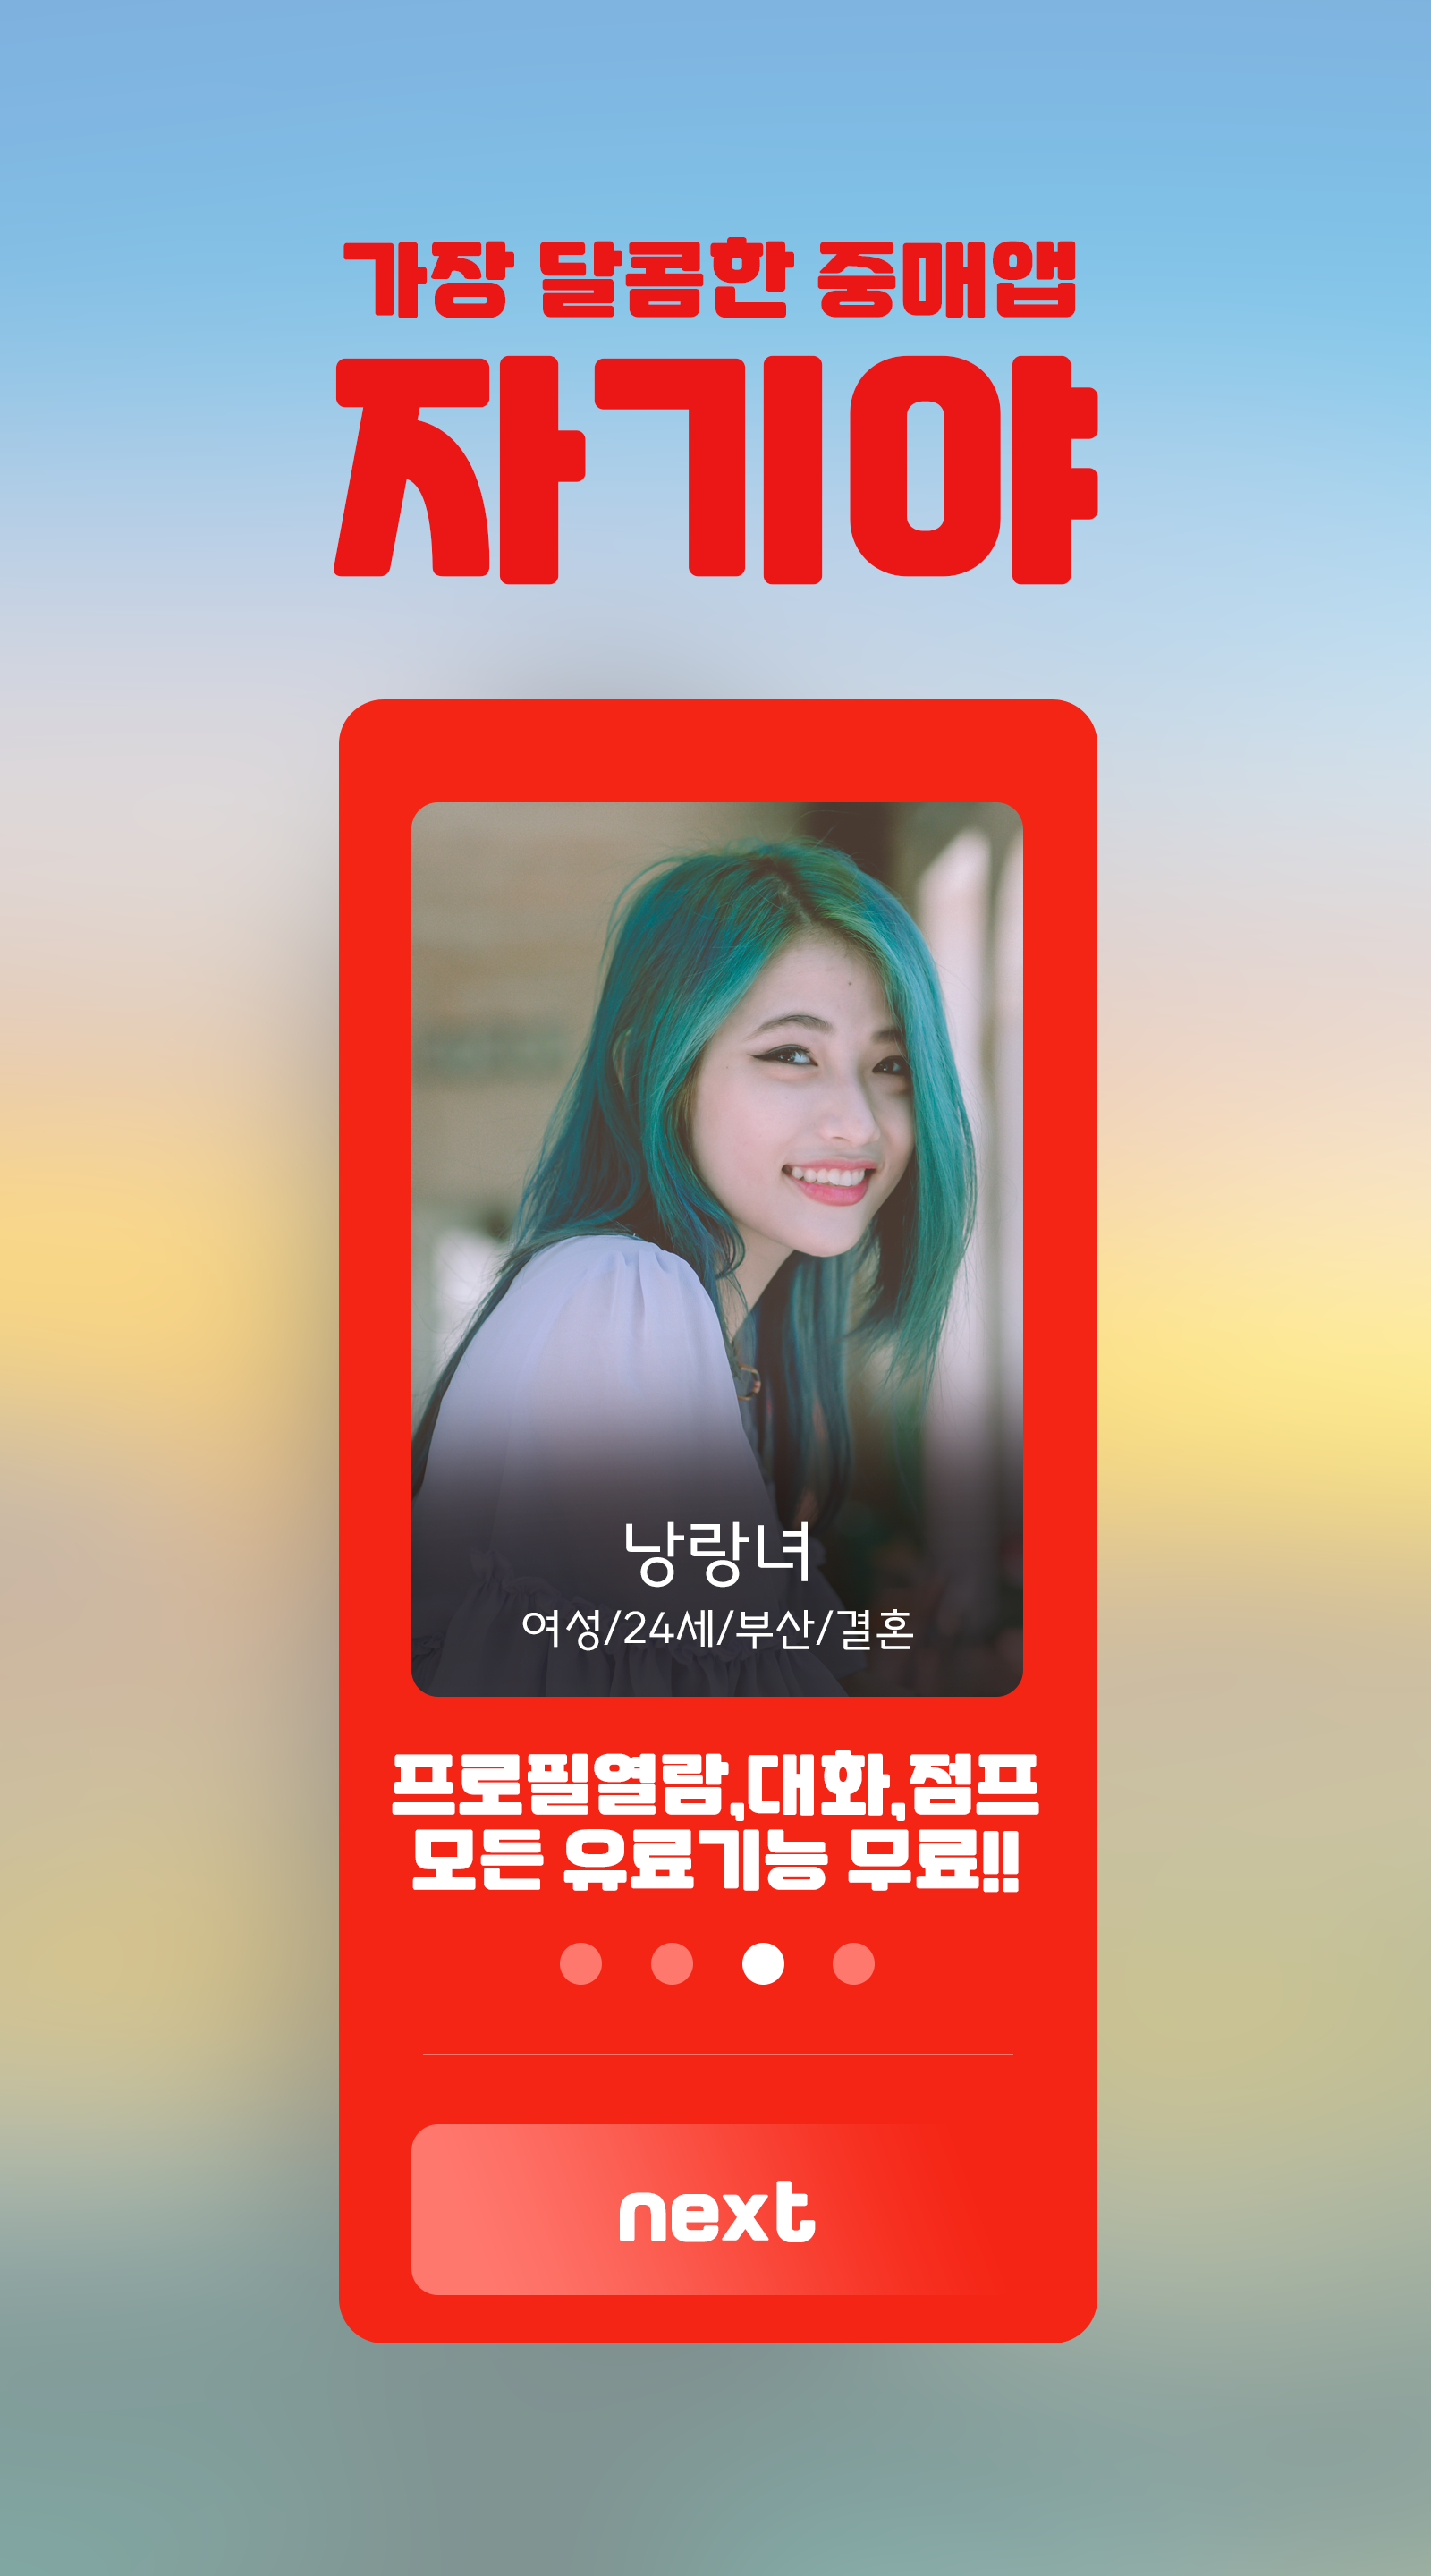 가장 달콤한 중매앱
자기야
낭랑녀
여성/24세/부산/결혼
프로필열람,대화,점프
모든 유료기능 무료!!
next